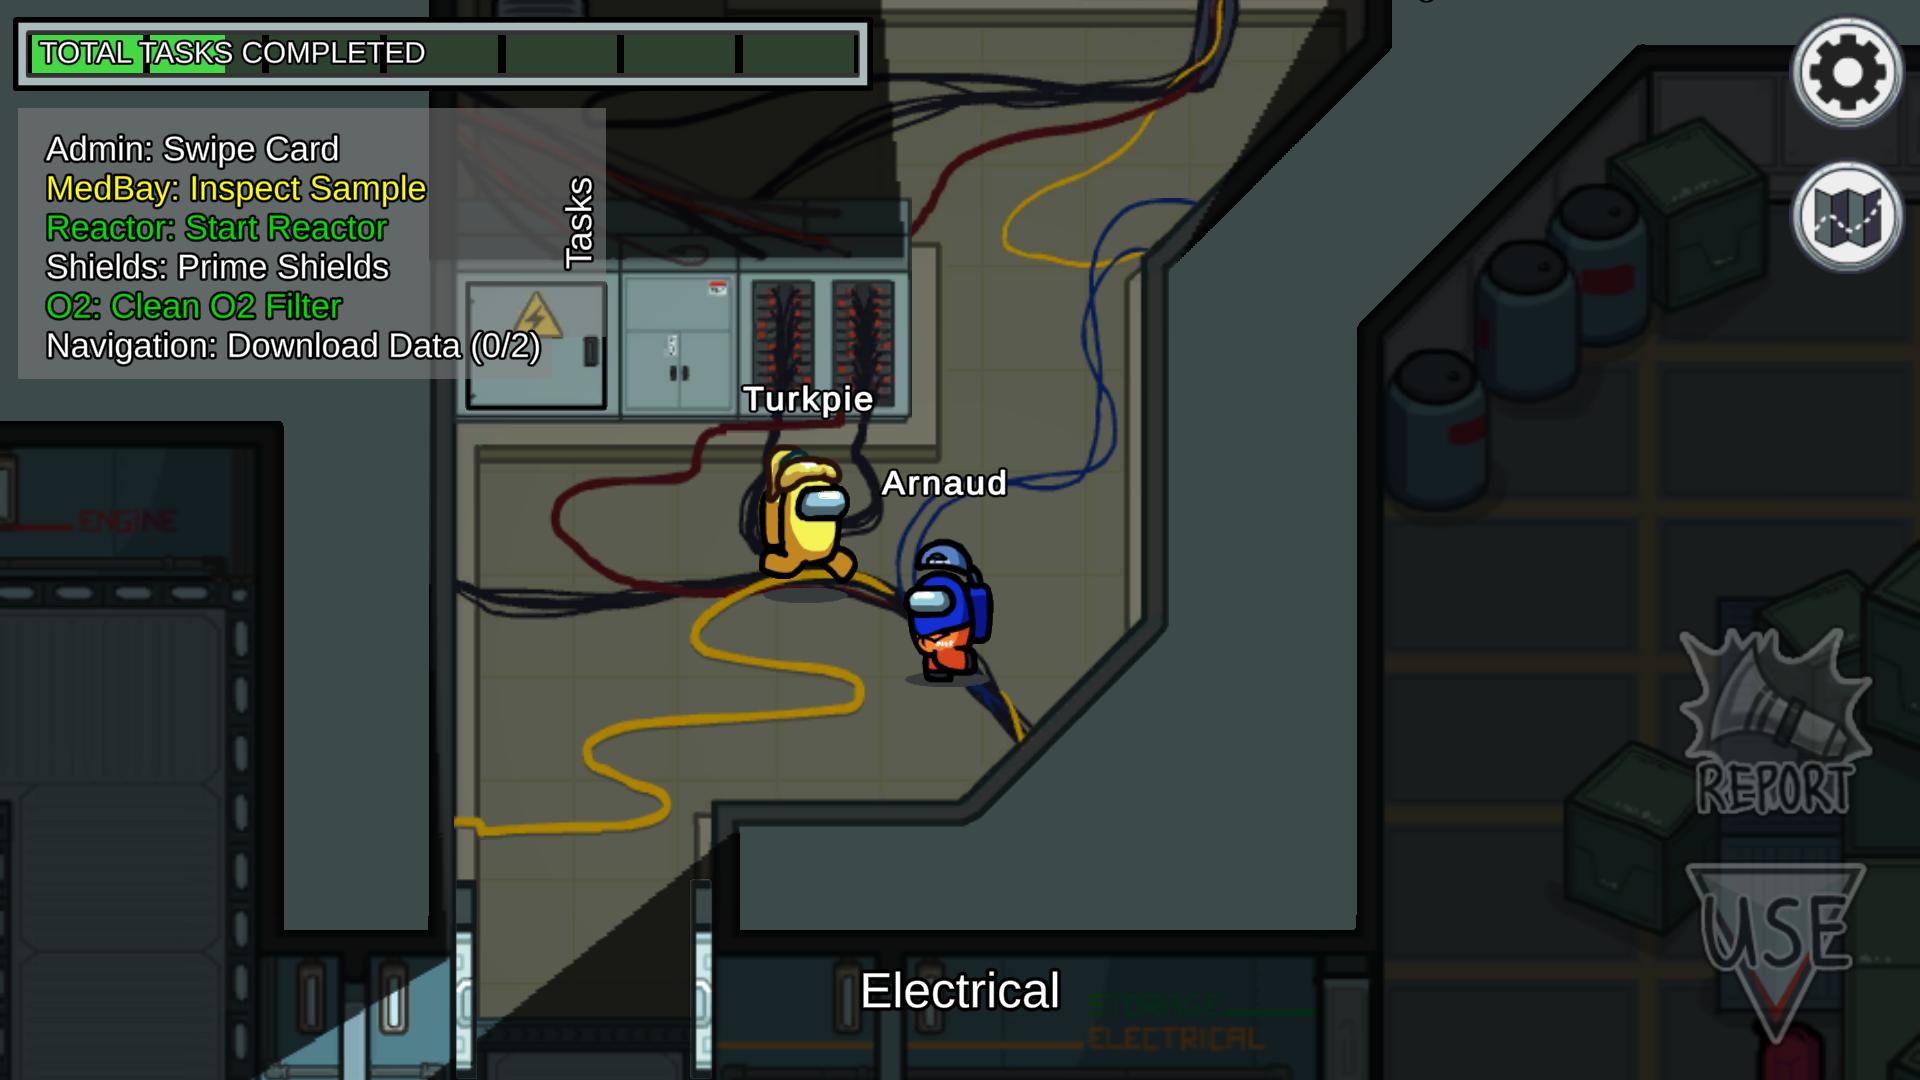 TOTAL TASKS COMPLETED
Admin: Swipe Card
MedBay: Inspect Sample
Reactor: Start Reactor
Shields: Prime Shields
O2: Clean O2 Filter
Navigation: Download Data (0/2)
Tasks
Turkpie
Arnaud
ENGINE
REPORT
USE
Electrical
STORAGE
ELECTRICAL